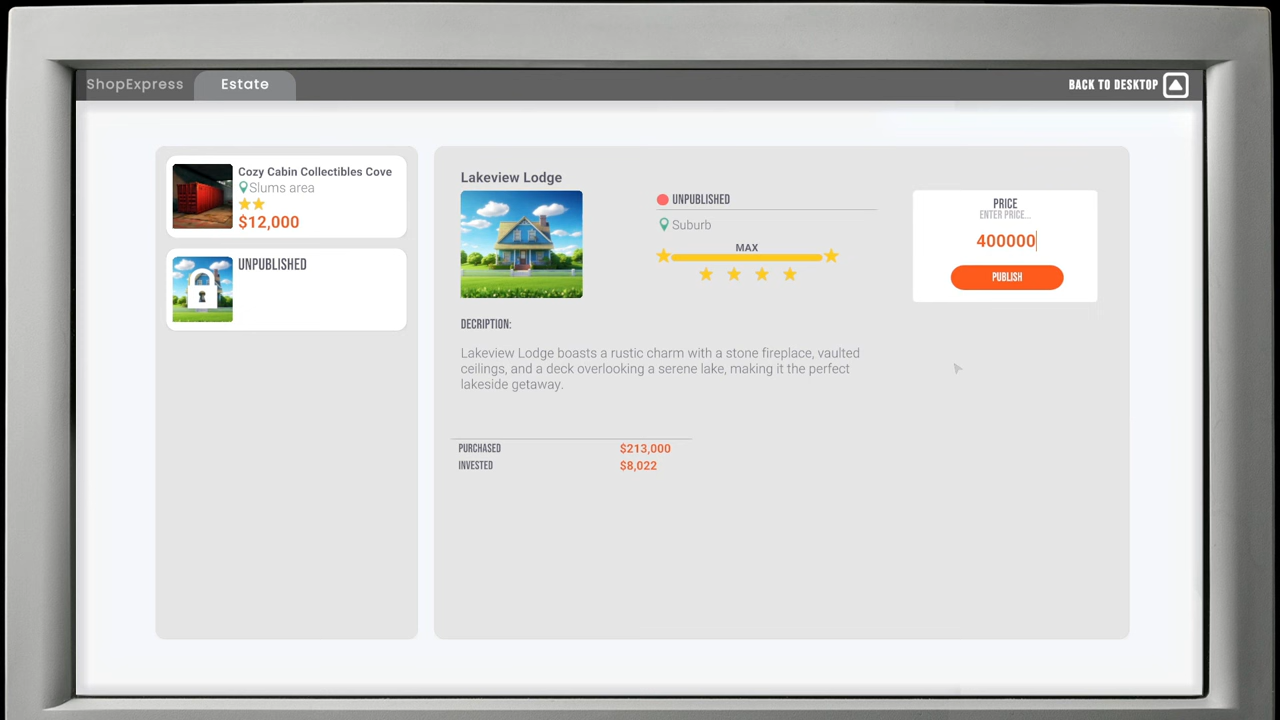 ShopExpress
Estate
BACK TO DESKTOP
Cozy Cabin Collectibles Cove
Slums area
$12,000
UNPUBLISHED
Lakeview Lodge
UNPUBLISHED
Suburb
MAX
PRICE
ENTER PRICE...
400000
PUBLISH
DECRIPTION:
Lakeview Lodge boasts a rustic charm with a stone fireplace, vaulted
ceilings, and a deck overlooking a serene lake, making it the perfect
lakeside getaway.
PURCHASED $213,000
INVESTED $8,022